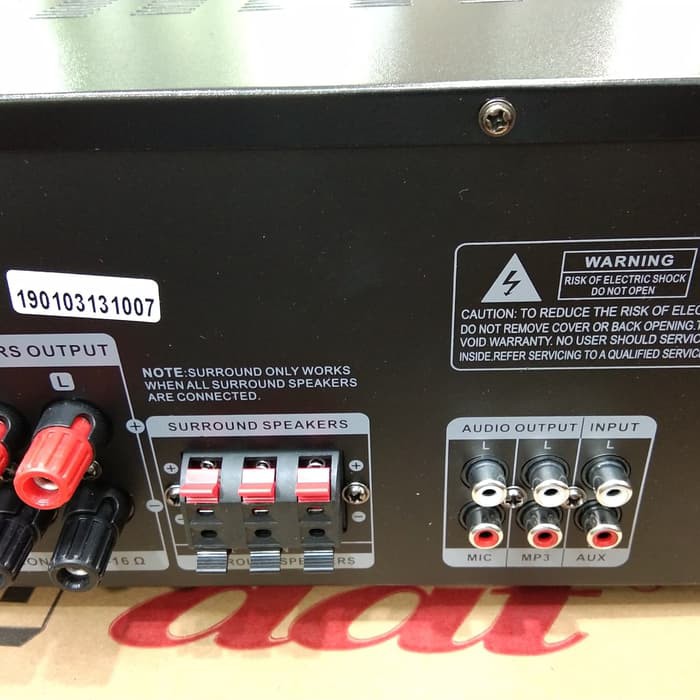 190103131007
RS OUTPUT
L
NOTE:SURROUND ONLY WORKS
WHEN ALL SURROUND SPEAKERS
ARE CONNECTED.
SURROUND SPEAKERS
+ +
- -
16 Ω
WARNING
RISK OF ELECTRIC SHOCK
DO NOT OPEN
CAUTION: TO REDUCE THE RISK OF ELEC
DO NOT REMOVE COVER OR BACK OPENING.T
VOID WARRANTY. NO USER SHOULD SERVIC
INSIDE.REFER SERVICING TO A QUALIFIED SERVIC
AUDIO OUTPUT INPUT
L L L
MIC MP3 AUX